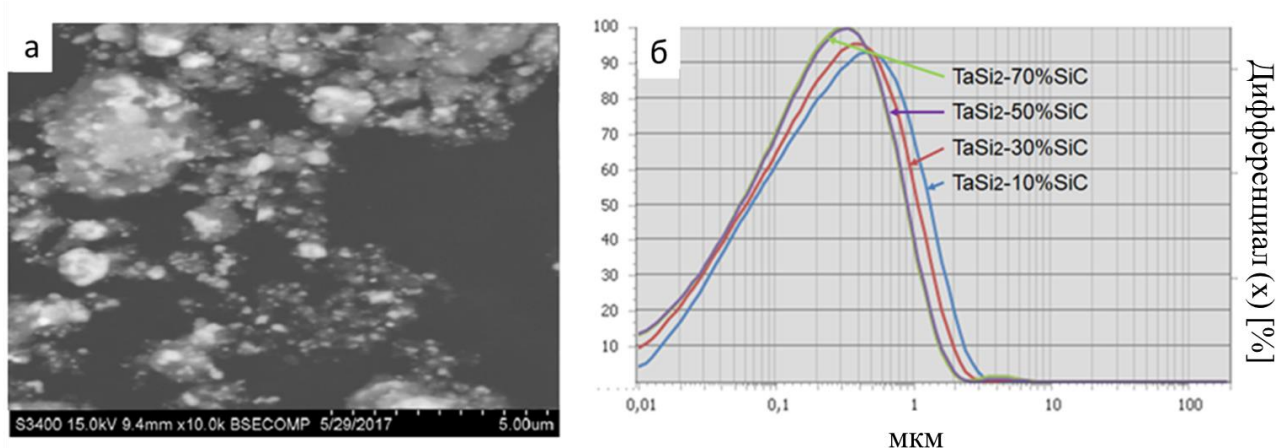 а
S3400 15.0kV 9.4mm x10.0k BSECOMP 5/29/2017 5.00um
б
100
90
80
70
60
50
40
30
20
10
TaSi2-70%SiC
TaSi2-50%SiC
TaSi2-30%SiC
TaSi2-10%SiC
0,01 0,1 1 10 100
мкм
Дифференциал (x) [%]